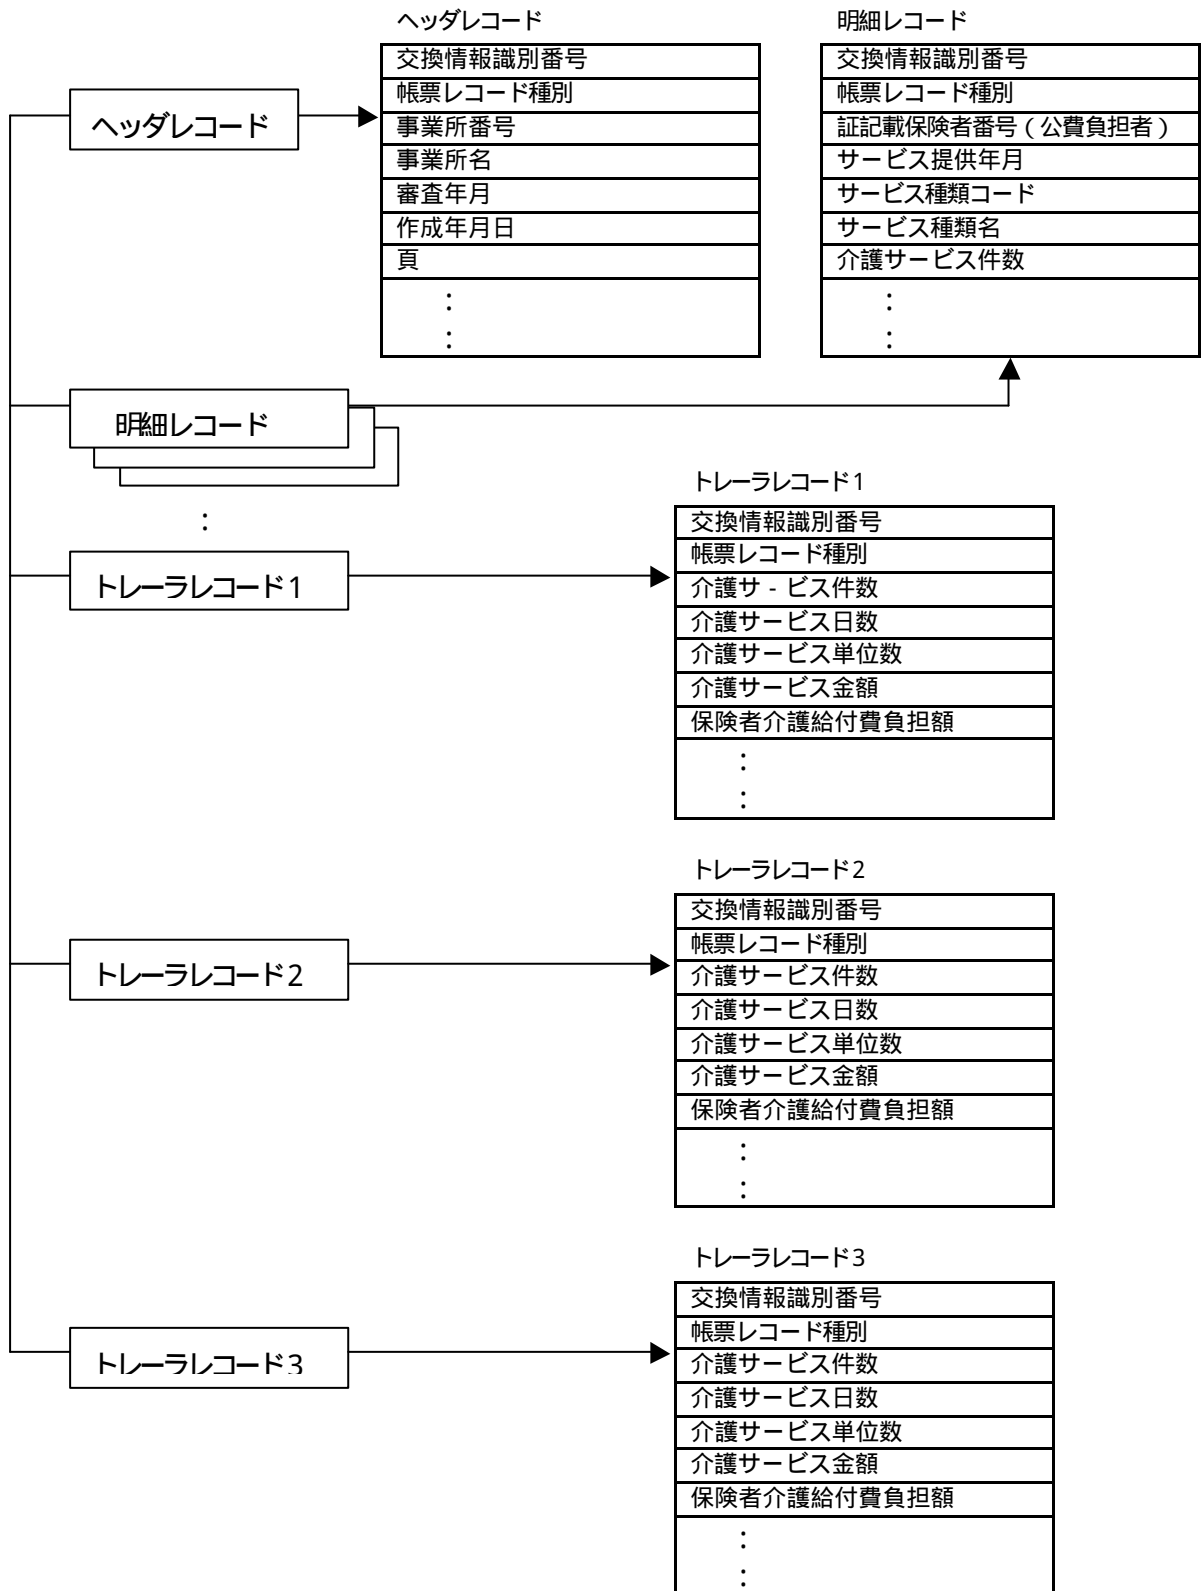 ヘッダレコード
交換情報識別番号
帳票レコード種別
事業所番号
事業所名
審査年月
作成年月日
頁
：
：
明細レコード
交換情報識別番号
帳票レコード種別
証記載保険者番号（公費負担者）
サービス提供年月
サービス種類コード
サービス種類名
介護サービス件数
：
：
ヘッダレコード
明細レコード
：
トレーラレコード1
トレーラレコード1
交換情報識別番号
帳票レコード種別
介護サ‐ビス件数
介護サービス日数
介護サービス単位数
介護サービス金額
保険者介護給付費負担額
：
：
トレーラレコード2
トレーラレコード2
交換情報識別番号
帳票レコード種別
介護サービス件数
介護サービス日数
介護サービス単位数
介護サービス金額
保険者介護給付費負担額
：
：
トレーラレコード3
トレーラレコード3
交換情報識別番号
帳票レコード種別
介護サービス件数
介護サービス日数
介護サービス単位数
介護サービス金額
保険者介護給付費負担額
：
：